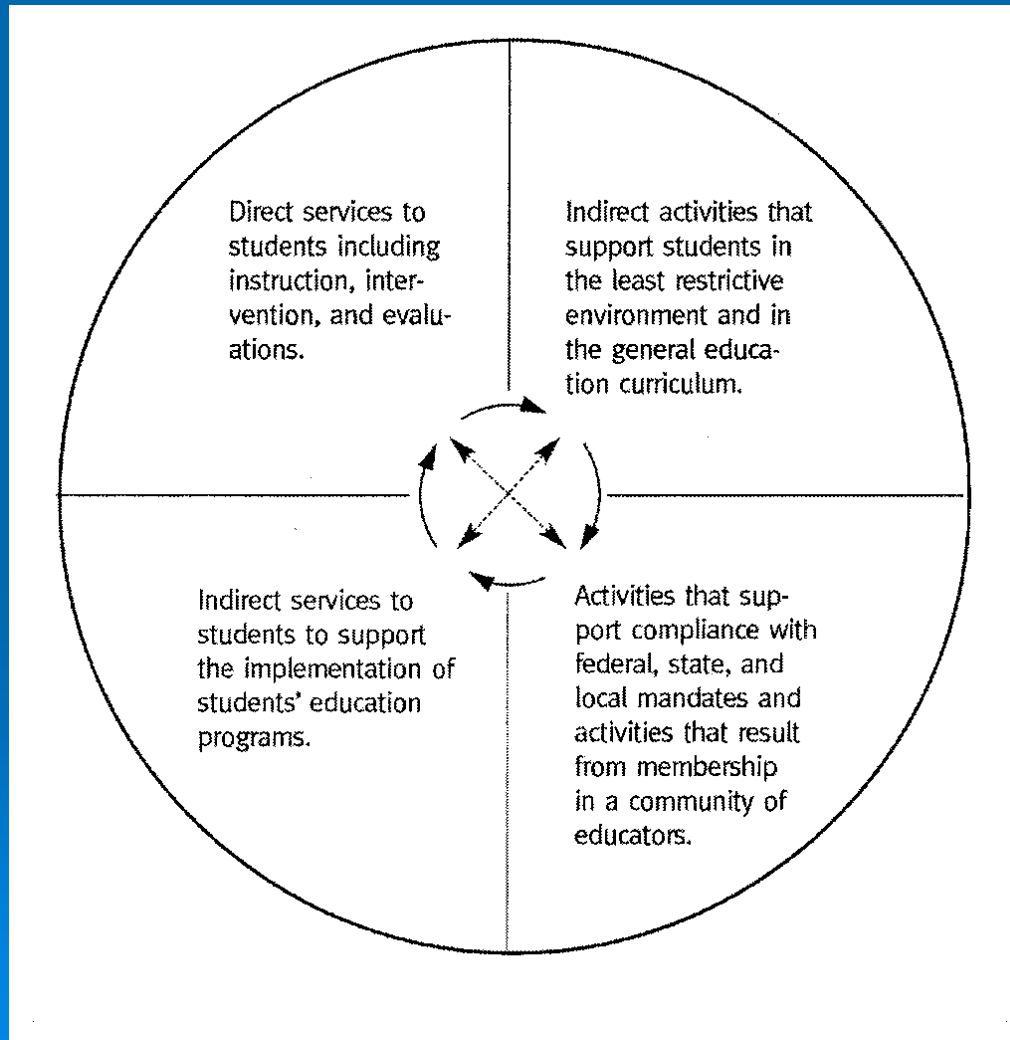 Direct services to
students including
instruction, inter-
vention, and evalu-
ations.
Indirect activities that
support students in
the least restrictive
environment and in
the general educa-
tion curriculum.
Indirect services to
students to support
the implementation of
students' education
programs.
Activities that sup-
port compliance with
federal, state, and
local mandates and
activities that result
from membership
in a community of
educators.